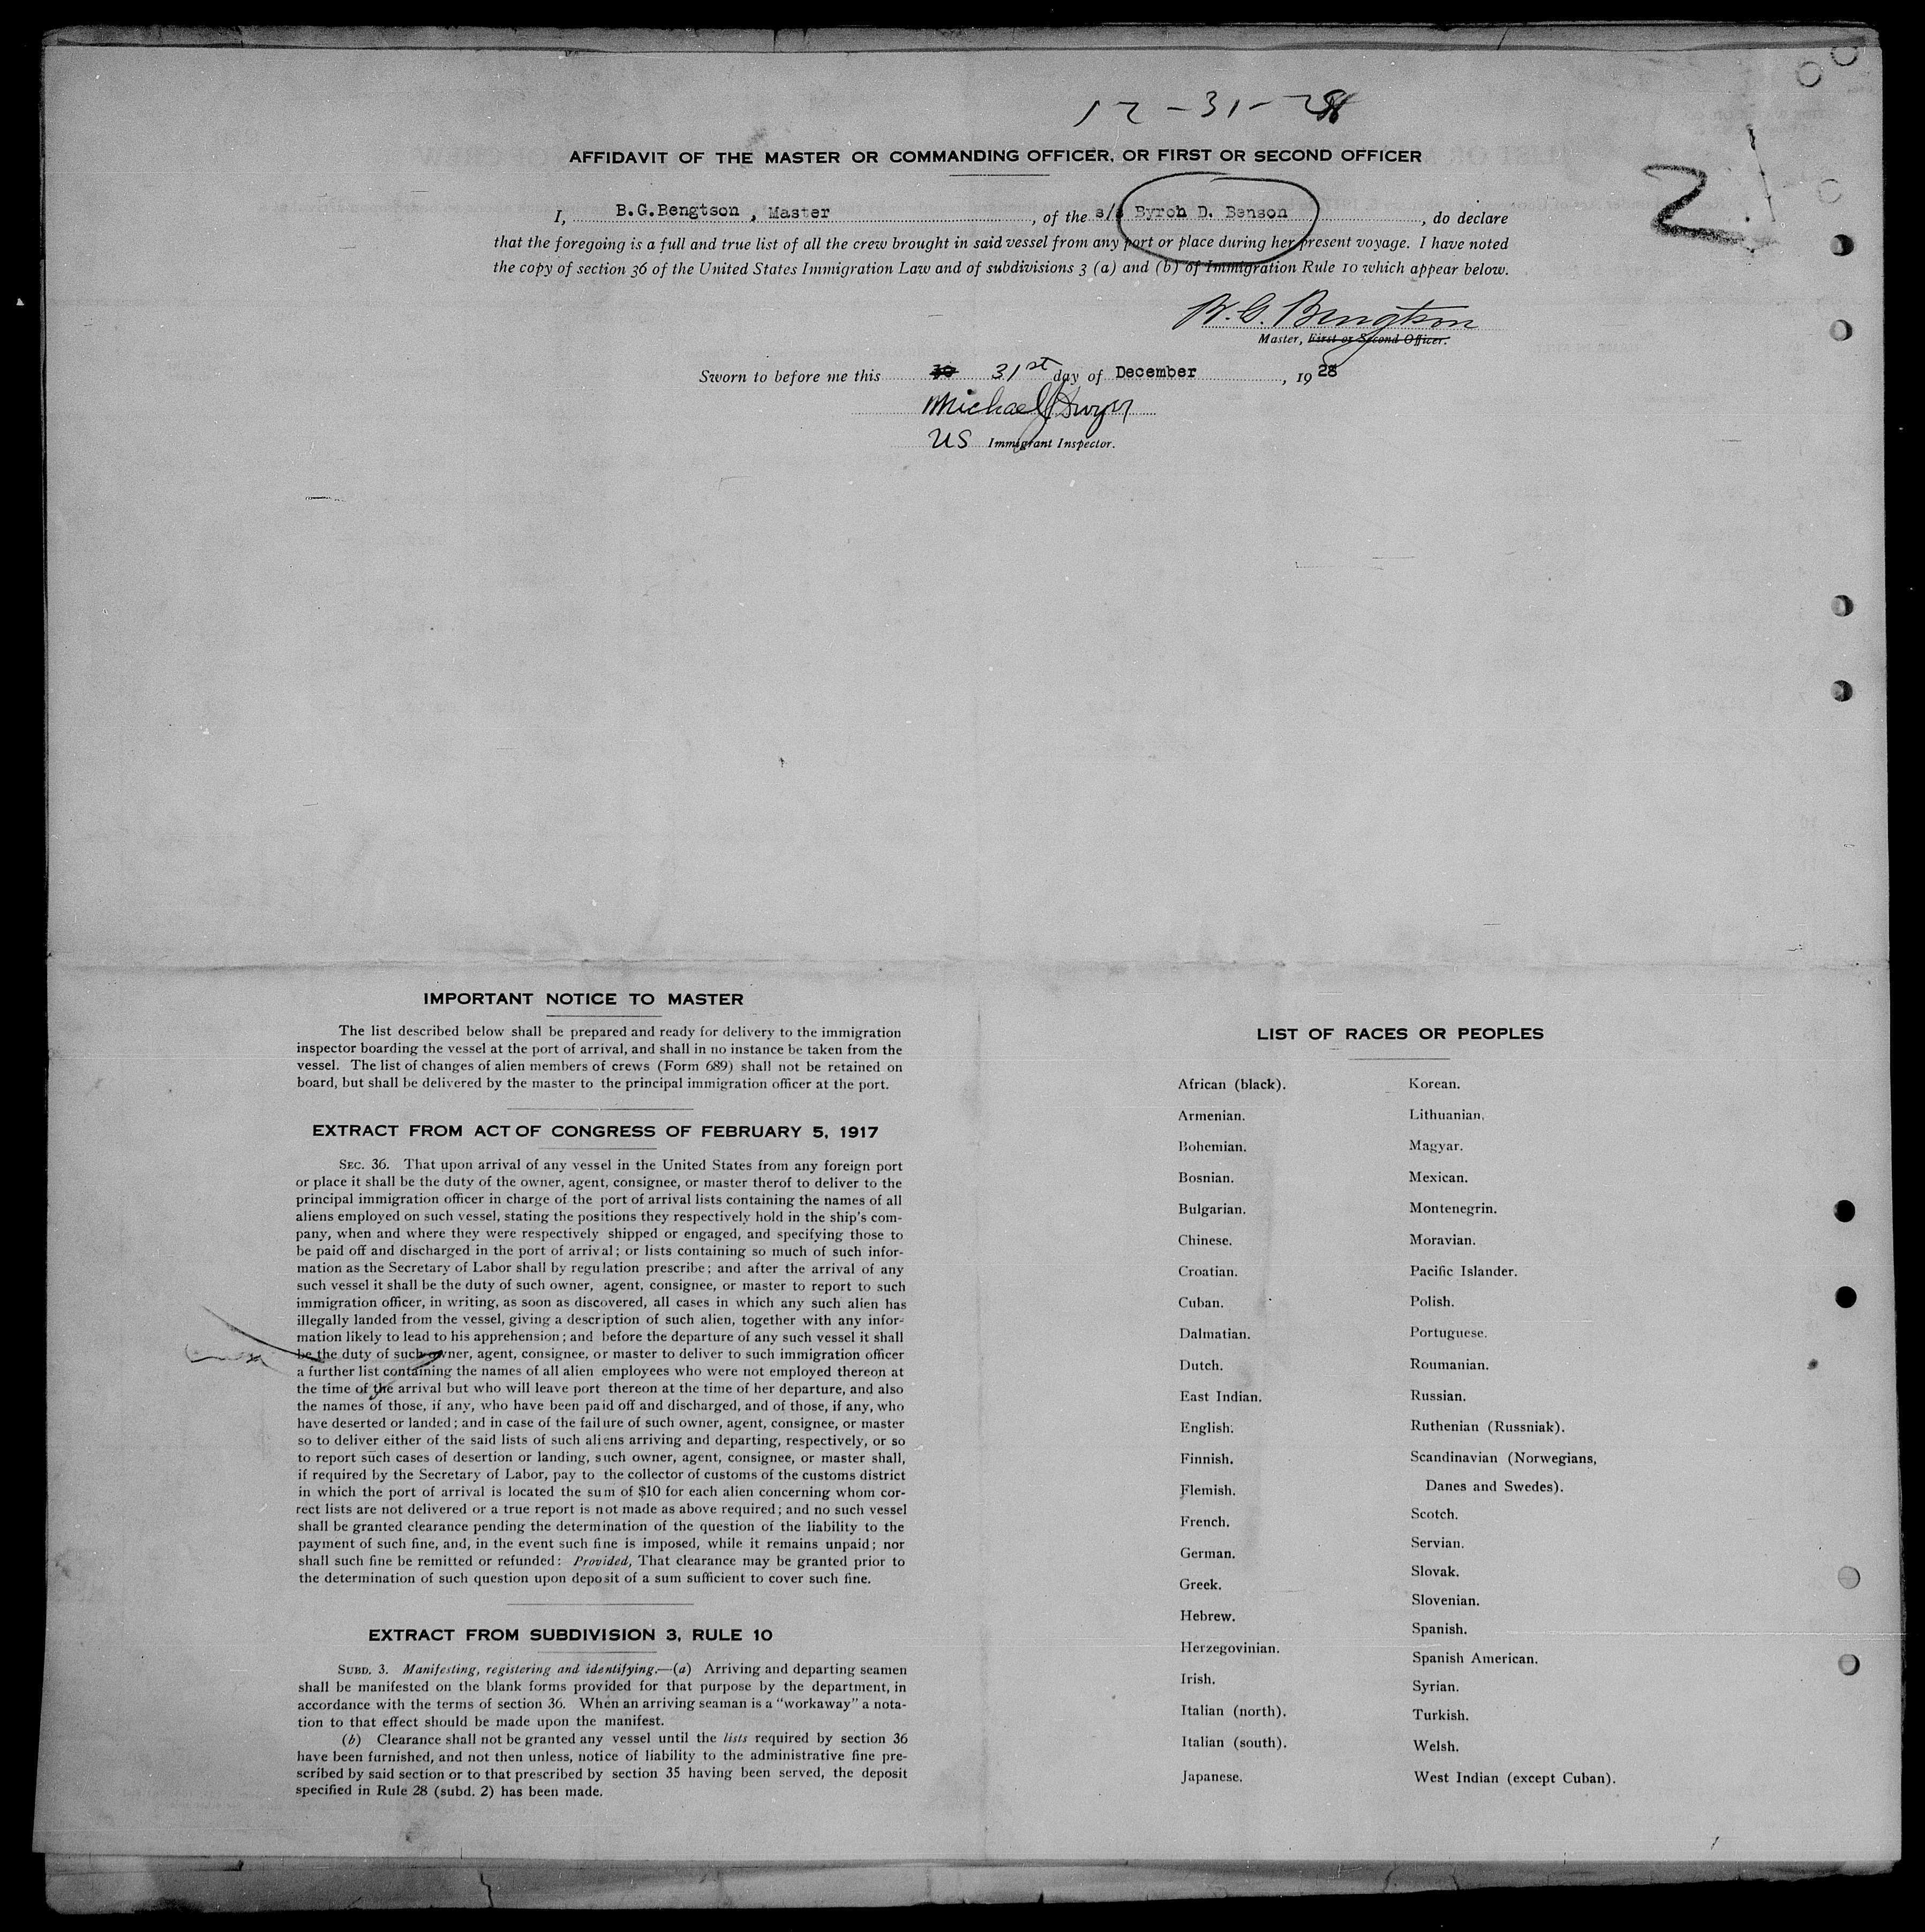 12-31-28
AFFIDAVIT OF THE MASTER OR COMMANDING OFFICER, OR FIRST OR SECOND OFFICER
2
I, B.G.Bengtson, Master, of the s/s Byron D. Benson, do declare
that the foregoing is a full and true list of all the crew brought in said vessel from any port or place during her present voyage. I have noted
the copy of section 36 of the United States Immigration Law and of subdivisions 3 (a) and (b) of Immigration Rule 10 which appear below.
B. G. Bengtson
Master, First or Second Officer.
Sworn to before me this 30 31st day of December, 1928
Michael J Dwyer
US Immigrant Inspector.
IMPORTANT NOTICE TO MASTER
The list described below shall be prepared and ready for delivery to the immigration
inspector boarding the vessel at the port of arrival, and shall in no instance be taken from the
vessel. The list of changes of alien members of crews (Form 689) shall not be retained on
board, but shall be delivered by the master to the principal immigration officer at the port.
EXTRACT FROM ACT OF CONGRESS OF FEBRUARY 5, 1917
SEC. 36. That upon arrival of any vessel in the United States from any foreign port
or place it shall be the duty of the owner, agent, consignee, or master therof to deliver to the
principal immigration officer in charge of the port of arrival lists containing the names of all
aliens employed on such vessel, stating the positions they respectively hold in the ship's com-
pany, when and where they were respectively shipped or engaged, and specifying those to
be paid off and discharged in the port of arrival; or lists containing so much of such infor-
mation as the Secretary of Labor shall by regulation prescribe; and after the arrival of any
such vessel it shall be the duty of such owner, agent, consignee, or master to report to such
immigration officer, in writing, as soon as discovered, all cases in which any such alien has
illegally landed from the vessel, giving a description of such alien, together with any infor-
mation likely to lead to his apprehension; and before the departure of any such vessel it shall
be the duty of such owner, agent, consignee, or master to deliver to such immigration officer
a further list containing the names of all alien employees who were not employed thereon at
the time of the arrival but who will leave port thereon at the time of her departure, and also
the names of those, if any, who have been paid off and discharged, and of those, if any, who
have deserted or landed; and in case of the failure of such owner, agent, consignee, or master
so to deliver either of the said lists of such aliens arriving and departing, respectively, or so
to report such cases of desertion or landing, such owner, agent, consignee, or master shall,
if required by the Secretary of Labor, pay to the collector of customs of the customs district
in which the port of arrival is located the sum of $10 for each alien concerning whom cor-
rect lists are not delivered or a true report is not made as above required; and no such vessel
shall be granted clearance pending the determination of the question of the liability to the
payment of such fine, and, in the event such fine is imposed, while it remains unpaid; nor
shall such fine be remitted or refunded: Provided, That clearance may be granted prior to
the determination of such question upon deposit of a sum sufficient to cover such fine.
EXTRACT FROM SUBDIVISION 3, RULE 10
SUBD. 3. Manifesting, registering and identifying.—(a) Arriving and departing seamen
shall be manifested on the blank forms provided for that purpose by the department, in
accordance with the terms of section 36. When an arriving seaman is a "workaway" a nota-
tion to that effect should be made upon the manifest.
(b) Clearance shall not be granted any vessel until the lists required by section 36
have been furnished, and not then unless, notice of liability to the administrative fine pre-
scribed by said section or to that prescribed by section 35 having been served, the deposit
specified in Rule 28 (subd. 2) has been made.
LIST OF RACES OR PEOPLES
African (black).
Armenian.
Bohemian.
Bosnian.
Bulgarian.
Chinese.
Croatian.
Cuban.
Dalmatian.
Dutch.
East Indian.
English.
Finnish.
Flemish.
French.
German.
Greek.
Hebrew.
Herzegovinian.
Irish.
Italian (north).
Italian (south).
Japanese.
Korean.
Lithuanian.
Magyar.
Mexican.
Montenegrin.
Moravian.
Pacific Islander.
Polish.
Portuguese.
Roumanian.
Russian.
Ruthenian (Russniak).
Scandinavian (Norwegians,
Danes and Swedes).
Scotch.
Servian.
Slovak.
Slovenian.
Spanish.
Spanish American.
Syrian.
Turkish.
Welsh.
West Indian (except Cuban).